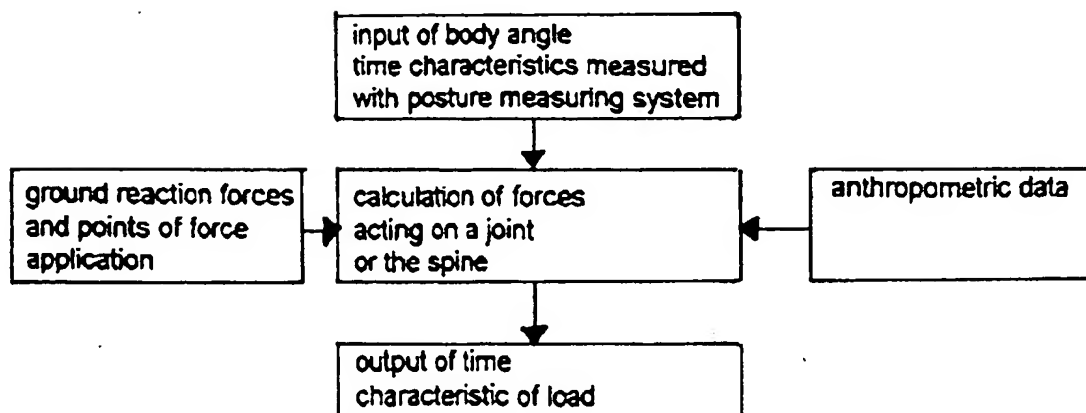 input of body angle
time characteristics measured
with posture measuring system
ground reaction forces
and points of force
application
calculation of forces
acting on a joint
or the spine
anthropometric data
output of time
characteristic of load